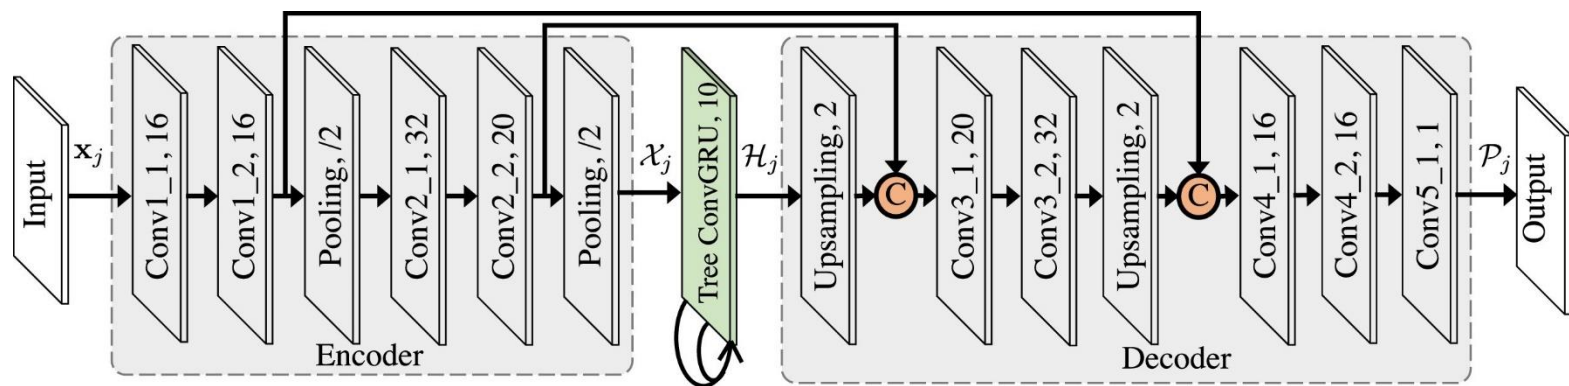 Input
x_j
Conv1_1, 16
Conv1_2, 16
Pooling, /2
Conv2_1, 32
Conv2_2, 20
Pooling, /2
Encoder
𝒳_j
Tree ConvGRU, 10
ℋ_j
Upsampling, 2
C
Conv3_1, 20
Conv3_2, 32
Upsampling, 2
C
Conv4_1, 16
Conv4_2, 16
Conv5_1, 1
Decoder
𝒫_j
Output